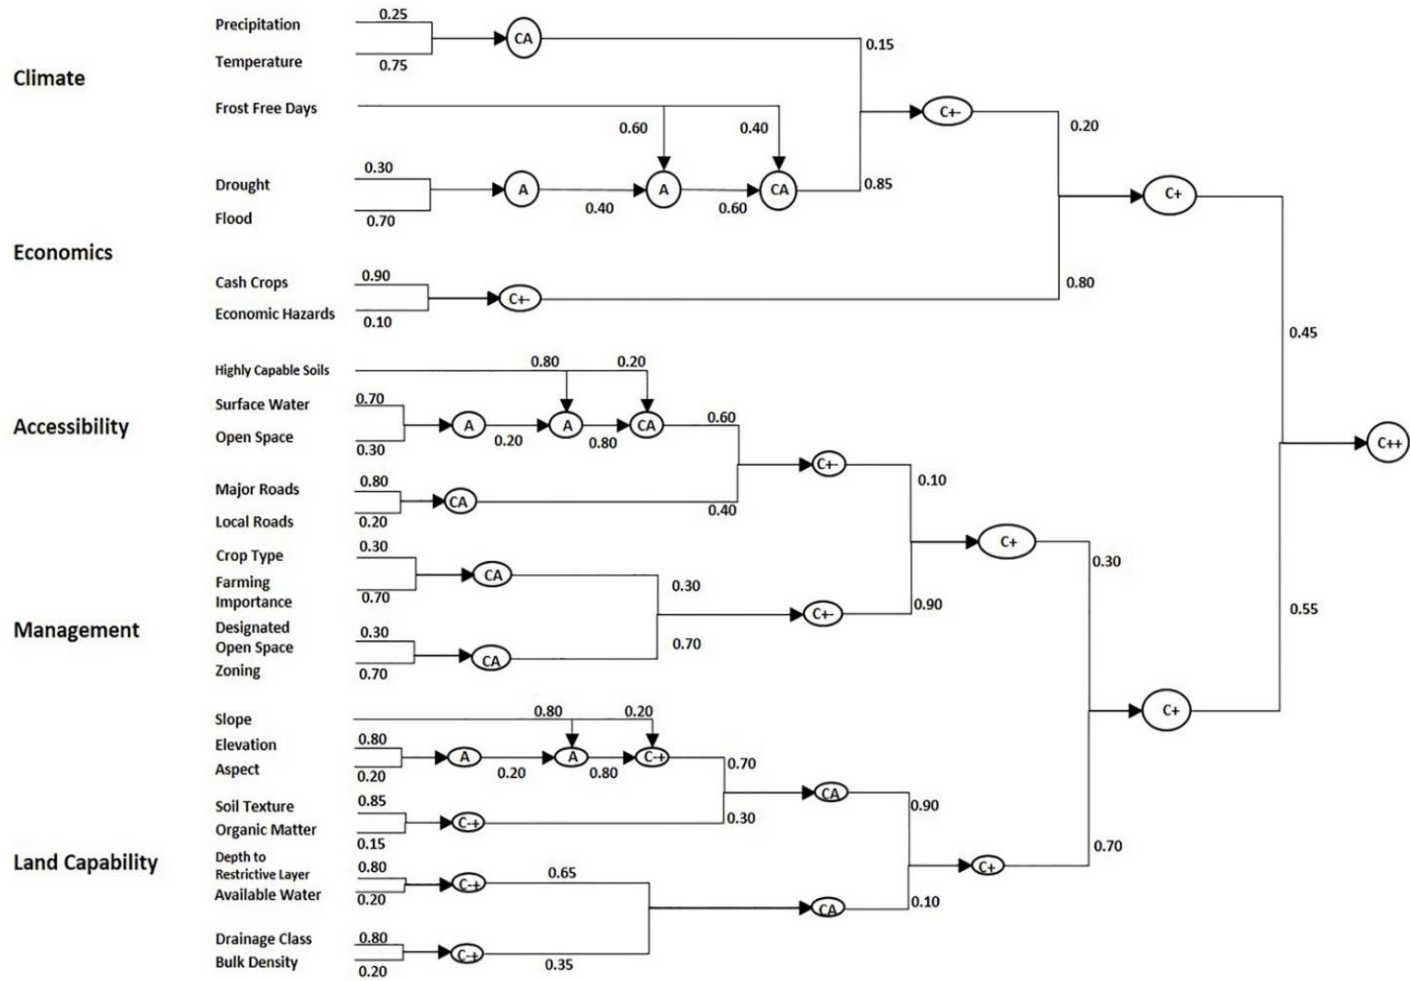 0.25
Precipitation
CA
0.15
Temperature
0.75
Climate
Frost Free Days
0.60
0.40
C+-
0.20
0.30
Drought
A
A
CA
0.85
0.40
0.60
Flood
0.70
C+
Economics
0.90
Cash Crops
C+-
0.80
Economic Hazards
0.10
0.45
0.80
0.20
Highly Capable Soils
0.70
Surface Water
Accessibility
A
A
CA
0.60
0.20
0.80
Open Space
0.30
C++
C+-
0.10
0.80
Major Roads
CA
0.40
Local Roads
0.20
0.30
Crop Type
C+
0.30
CA
0.30
Farming
Importance
0.70
C+-
0.90
0.55
Management
Designated
Open Space
0.30
0.70
CA
Zoning
0.70
0.80
0.20
Slope
C+
0.80
Elevation
A
A
C-+
0.70
Aspect
0.20
0.20
0.80
CA
0.90
0.85
Soil Texture
C-+
0.30
Organic Matter
0.15
0.70
Land Capability
Depth to
Restrictive Layer
0.80
C+
0.65
C-+
Available Water
0.20
CA
0.10
Drainage Class
0.80
C-+
Bulk Density
0.20
0.35